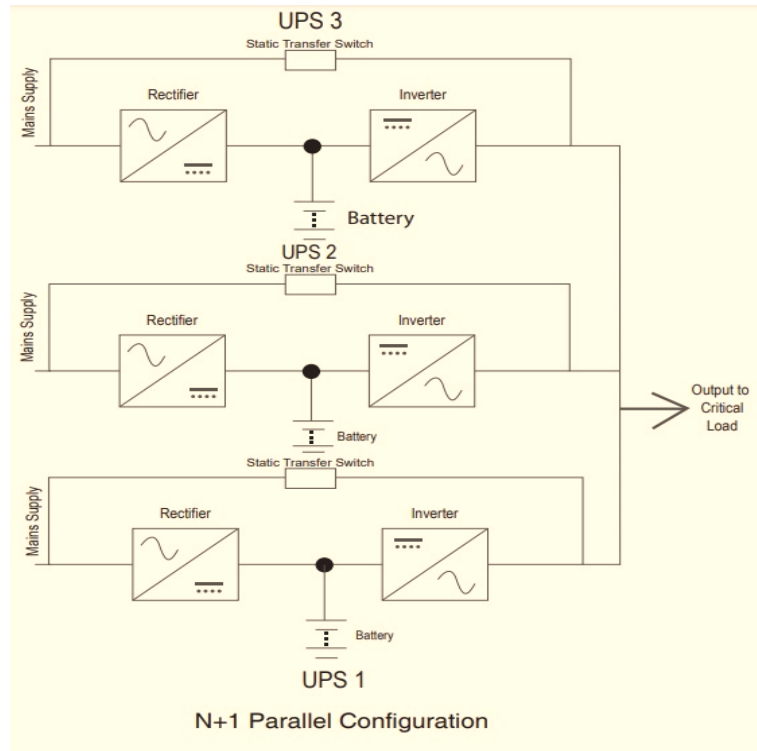 UPS 3
Static Transfer Switch
Mains Supply
Rectifier
Inverter
Battery
UPS 2
Static Transfer Switch
Mains Supply
Rectifier
Inverter
Battery
Output to
Critical
Load
Static Transfer Switch
Mains Supply
Rectifier
Inverter
Battery
UPS 1
N+1 Parallel Configuration